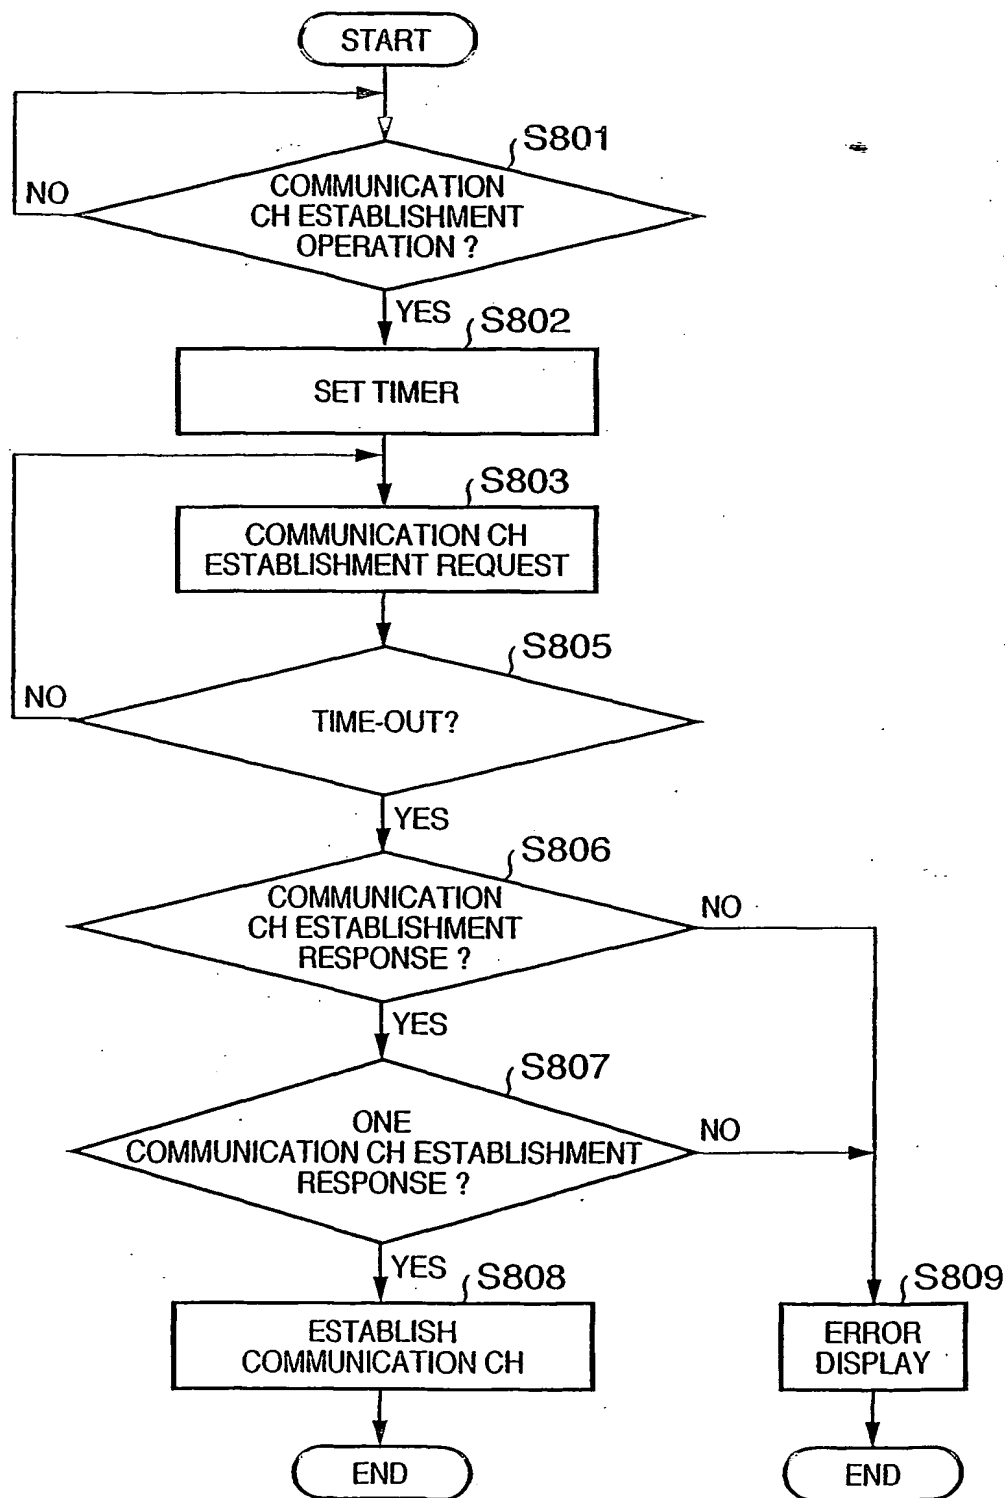 START
S801
NO
COMMUNICATION
CH ESTABLISHMENT
OPERATION ?
YES
S802
SET TIMER
S803
COMMUNICATION CH
ESTABLISHMENT REQUEST
S805
NO
TIME-OUT?
YES
S806
COMMUNICATION
CH ESTABLISHMENT
RESPONSE ?
NO
YES
S807
ONE
COMMUNICATION CH ESTABLISHMENT
RESPONSE ?
NO
YES
S808
ESTABLISH
COMMUNICATION CH
S809
ERROR
DISPLAY
END
END